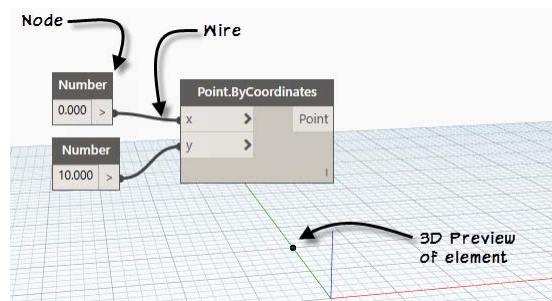 Node
Wire
Number
0.000 >
Point.ByCoordinates
x >
Point
y >
Number
10.000 >
l
3D Preview
of element